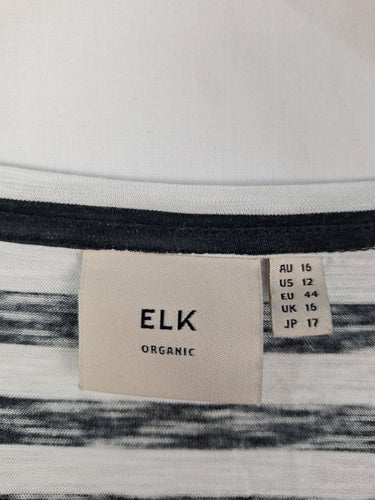 ELK
ORGANIC
AU 16
US 12
EU 44
UK 16
JP 17